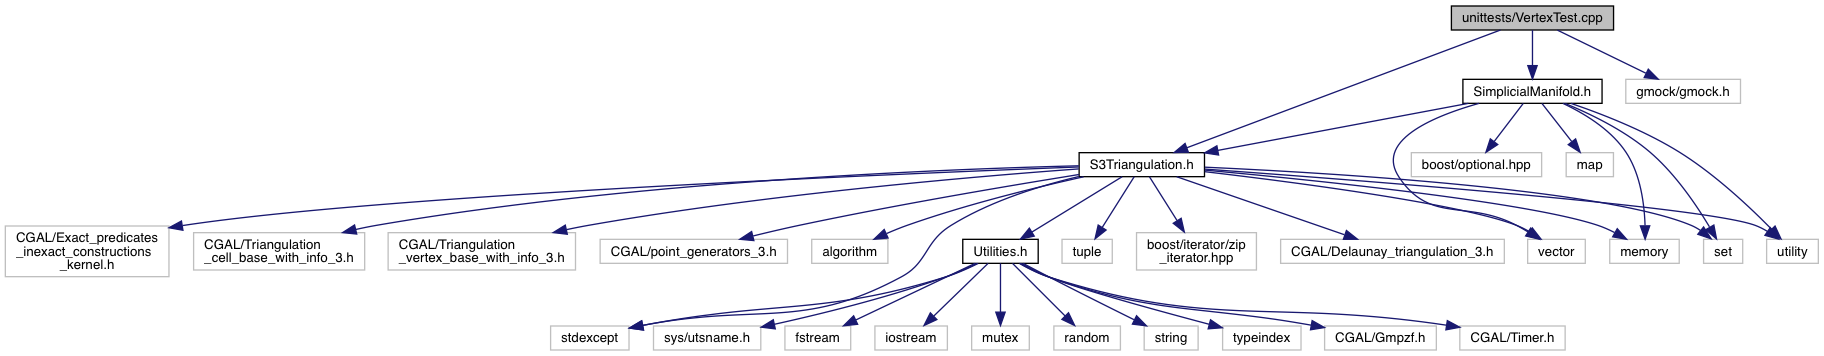 unittests/VertexTest.cpp
SimplicialManifold.h
gmock/gmock.h
S3Triangulation.h
boost/optional.hpp
map
CGAL/Exact_predicates
_inexact_constructions
_kernel.h
CGAL/Triangulation
_cell_base_with_info_3.h
CGAL/Triangulation
_vertex_base_with_info_3.h
CGAL/point_generators_3.h
algorithm
Utilities.h
tuple
boost/iterator/zip
_iterator.hpp
CGAL/Delaunay_triangulation_3.h
vector
memory
set
utility
stdexcept
sys/utsname.h
fstream
iostream
mutex
random
string
typeindex
CGAL/Gmpzf.h
CGAL/Timer.h